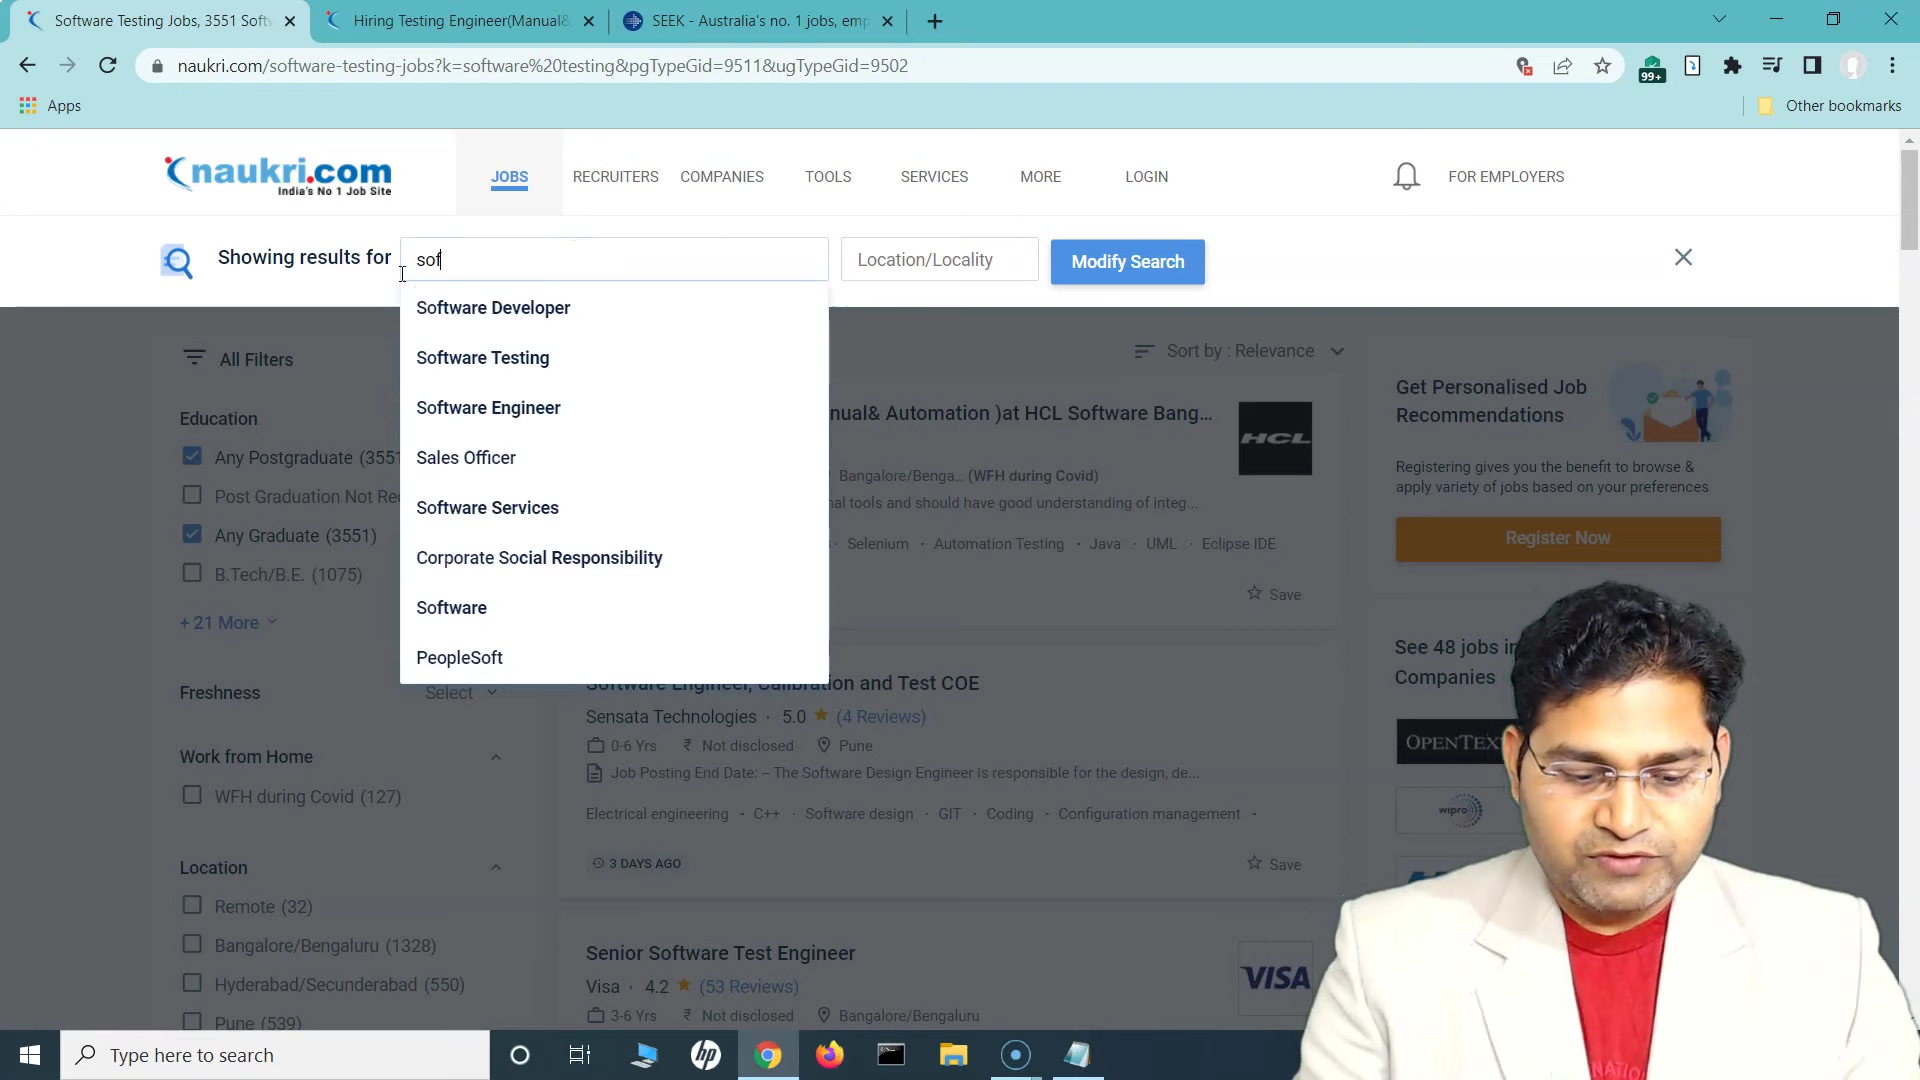 Software Testing Jobs, 3551 Soft
Hiring Testing Engineer(Manual&
SEEK - Australia's no. 1 jobs, emp
naukri.com/software-testing-jobs?k=software%20testing&pgTypeGid=9511&ugTypeGid=9502
99+
Apps
Other bookmarks
naukri.com
India's No 1 Job Site
JOBS
RECRUITERS
COMPANIES
TOOLS
SERVICES
MORE
LOGIN
FOR EMPLOYERS
Showing results for
sof
Location/Locality
Modify Search
Software Developer
Software Testing
Software Engineer
Sales Officer
Software Services
Corporate Social Responsibility
Software
PeopleSoft
All Filters
Education
Any Postgraduate (3551
Post Graduation Not Re
Any Graduate (3551)
B.Tech/B.E. (1075)
+ 21 More
Freshness
Select
Work from Home
WFH during Covid (127)
Location
Remote (32)
Bangalore/Bengaluru (1328)
Hyderabad/Secunderabad (550)
Pune (539)
Sort by : Relevance
nual& Automation )at HCL Software Bang...
HCL
Bangalore/Benga... (WFH during Covid)
nal tools and should have good understanding of integ...
· Selenium · Automation Testing · Java · UML · Eclipse IDE
Save
Software Engineer, Calibration and Test COE
Sensata Technologies · 5.0 (4 Reviews)
0-6 Yrs ₹ Not disclosed Pune
Job Posting End Date: – The Software Design Engineer is responsible for the design, de...
Electrical engineering · C++ · Software design · GIT · Coding · Configuration management ·
3 DAYS AGO
Save
Senior Software Test Engineer
Visa · 4.2 (53 Reviews)
3-6 Yrs ₹ Not disclosed Bangalore/Bengaluru
VISA
Get Personalised Job
Recommendations
Registering gives you the benefit to browse &
apply variety of jobs based on your preferences
Register Now
See 48 jobs in
Companies
OPENTEX
wipro
Type here to search
hp